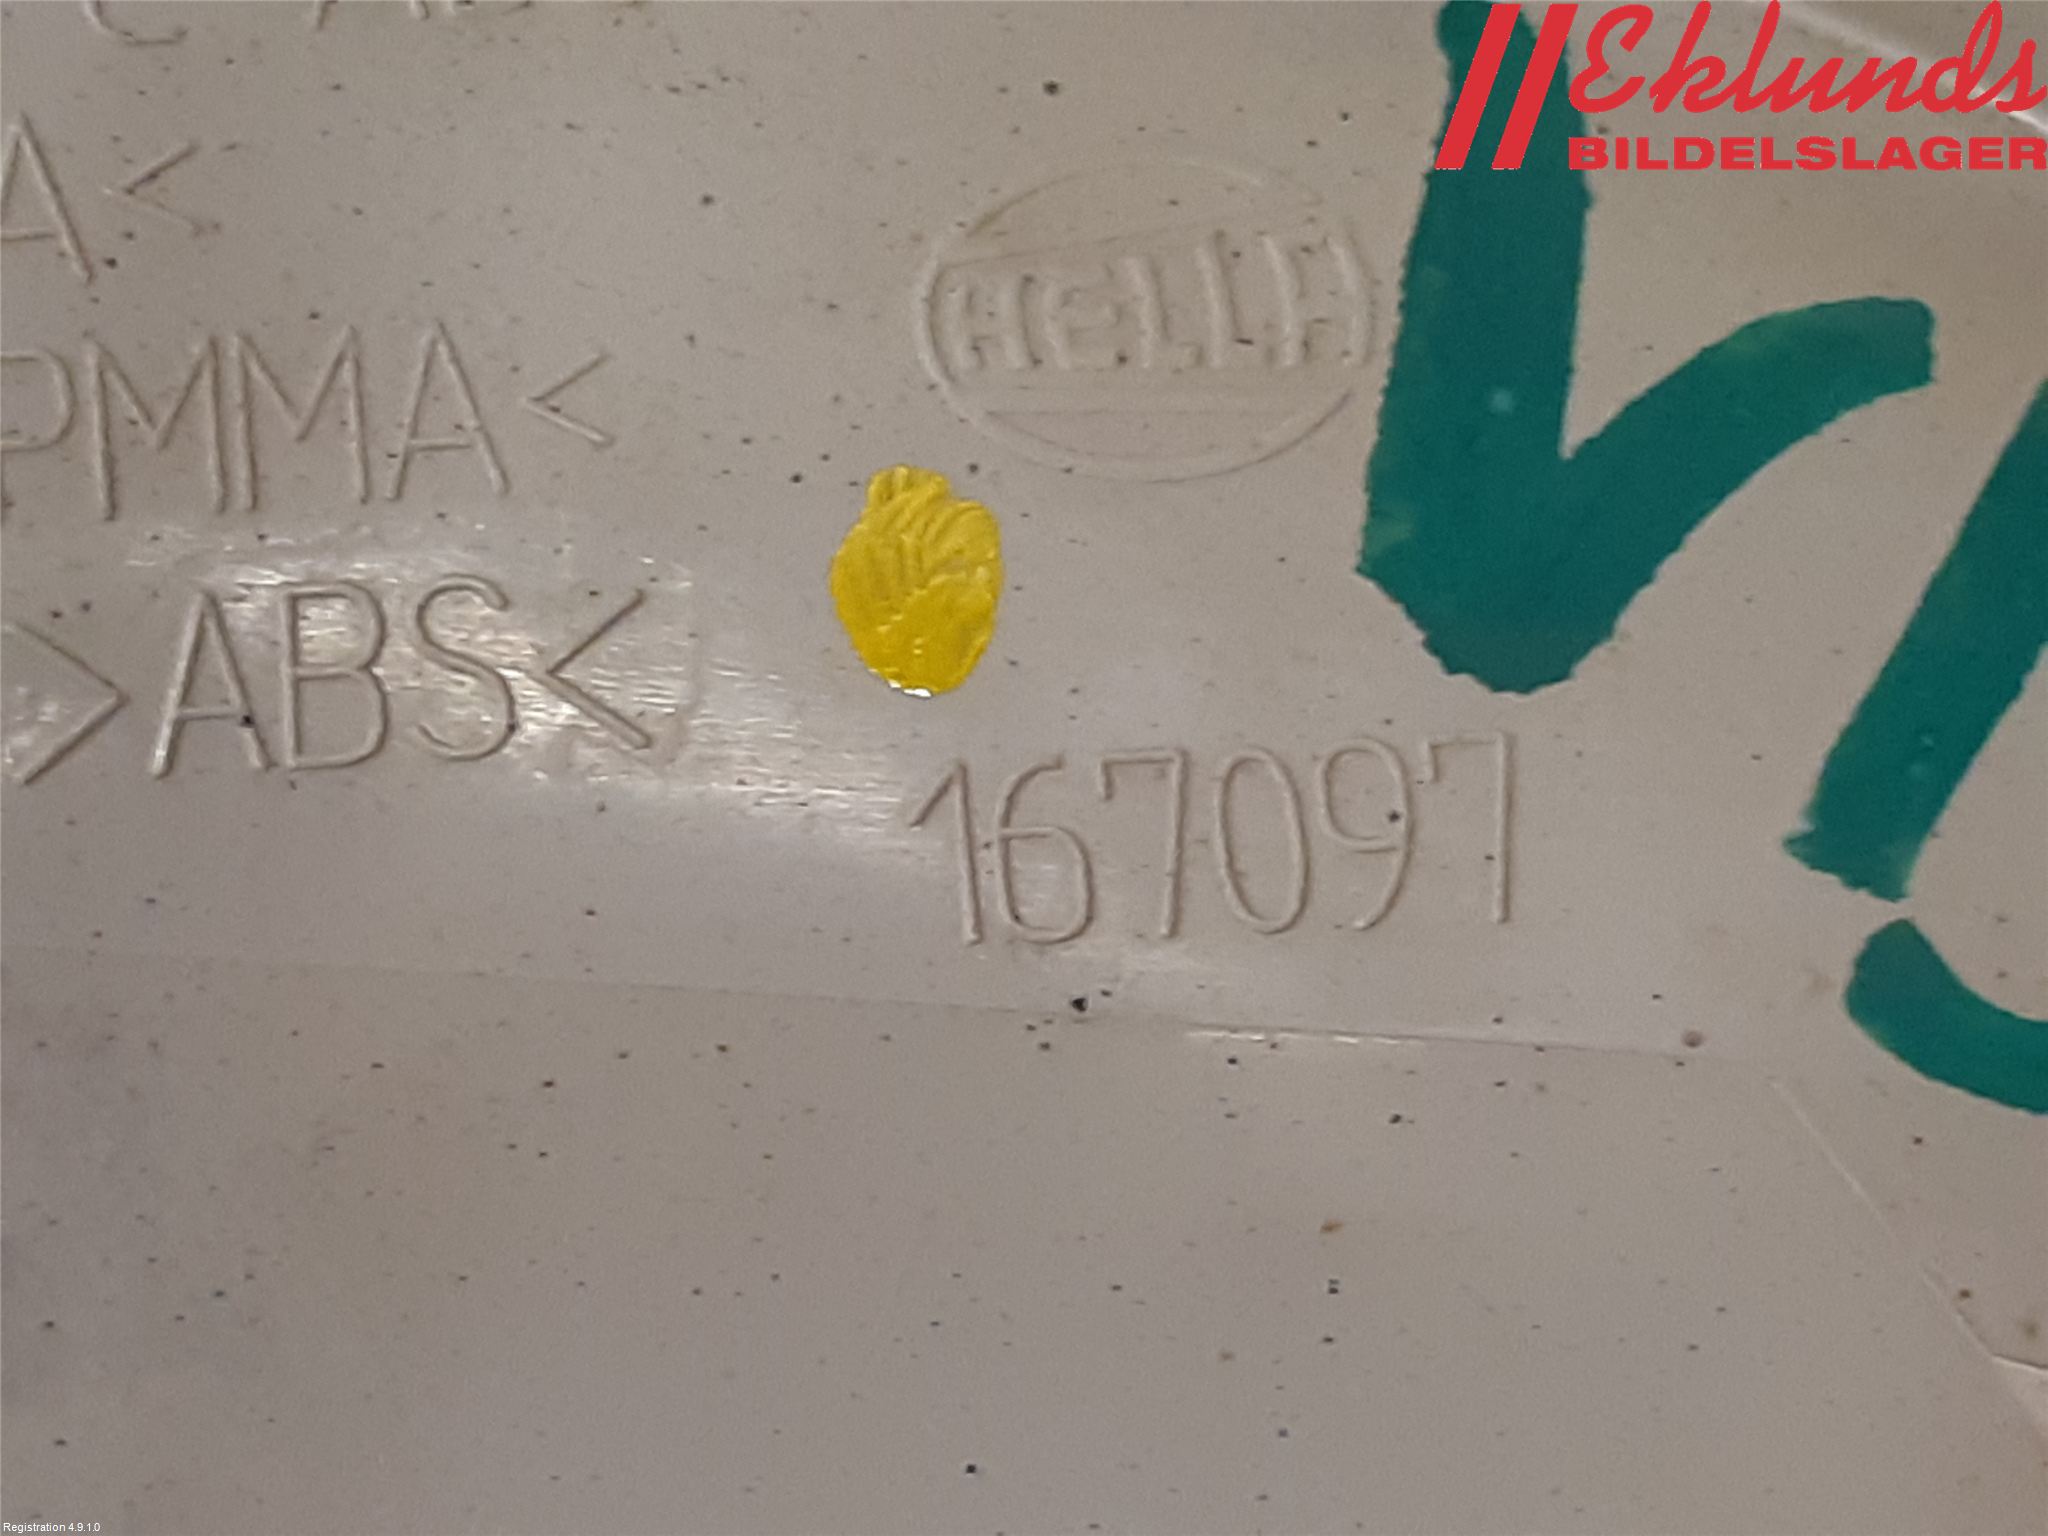 Eklunds
BILDELSLAGER
A<
HELLA
PMMA<
>ABS<
167097
Registration 4.9.1.0